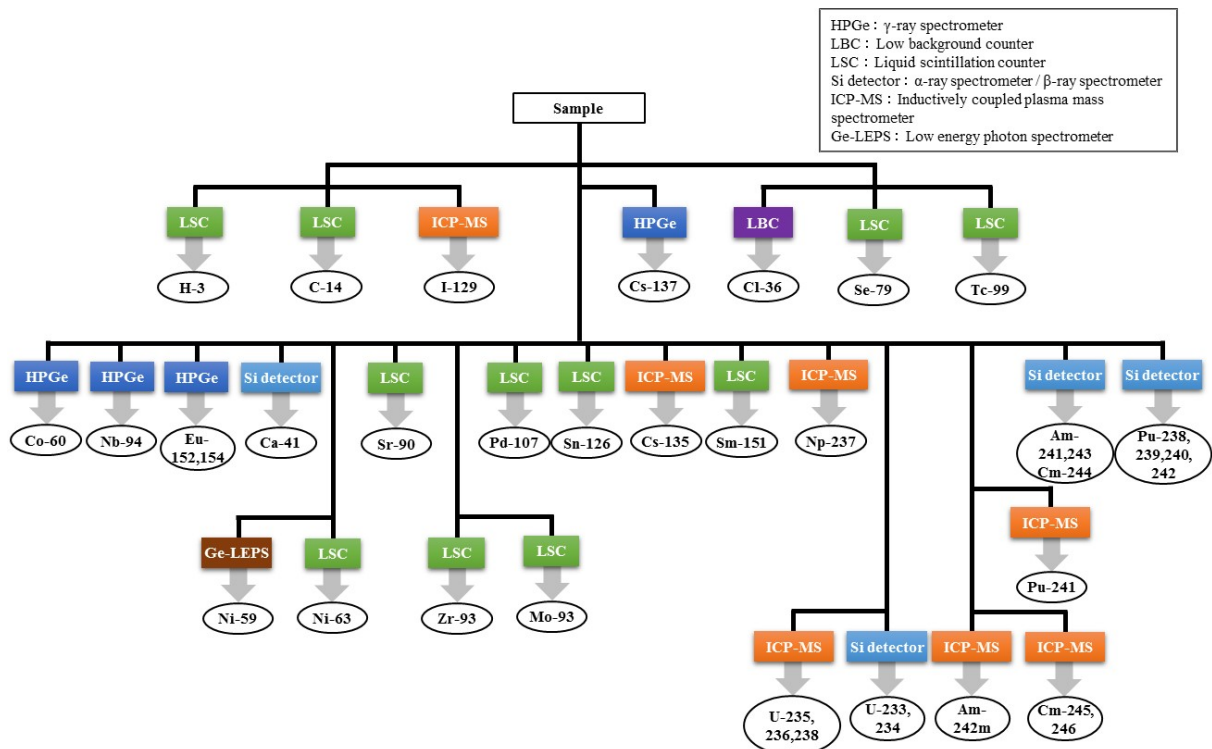 HPGe : γ-ray spectrometer
LBC : Low background counter
LSC : Liquid scintillation counter
Si detector : α-ray spectrometer / β-ray spectrometer
ICP-MS : Inductively coupled plasma mass
spectrometer
Ge-LEPS : Low energy photon spectrometer
Sample
LSC
LSC
ICP-MS
HPGe
LBC
LSC
LSC
H-3
C-14
I-129
Cs-137
Cl-36
Se-79
Tc-99
HPGe
HPGe
HPGe
Si detector
LSC
LSC
LSC
ICP-MS
LSC
ICP-MS
Si detector
Si detector
Co-60
Nb-94
Eu-
152,154
Ca-41
Sr-90
Pd-107
Sn-126
Cs-135
Sm-151
Np-237
Am-
241,243
Cm-244
Pu-238,
239,240,
242
ICP-MS
Pu-241
Ge-LEPS
LSC
LSC
LSC
Ni-59
Ni-63
Zr-93
Mo-93
ICP-MS
Si detector
ICP-MS
ICP-MS
U-235,
236,238
U-233,
234
Am-
242m
Cm-245,
246